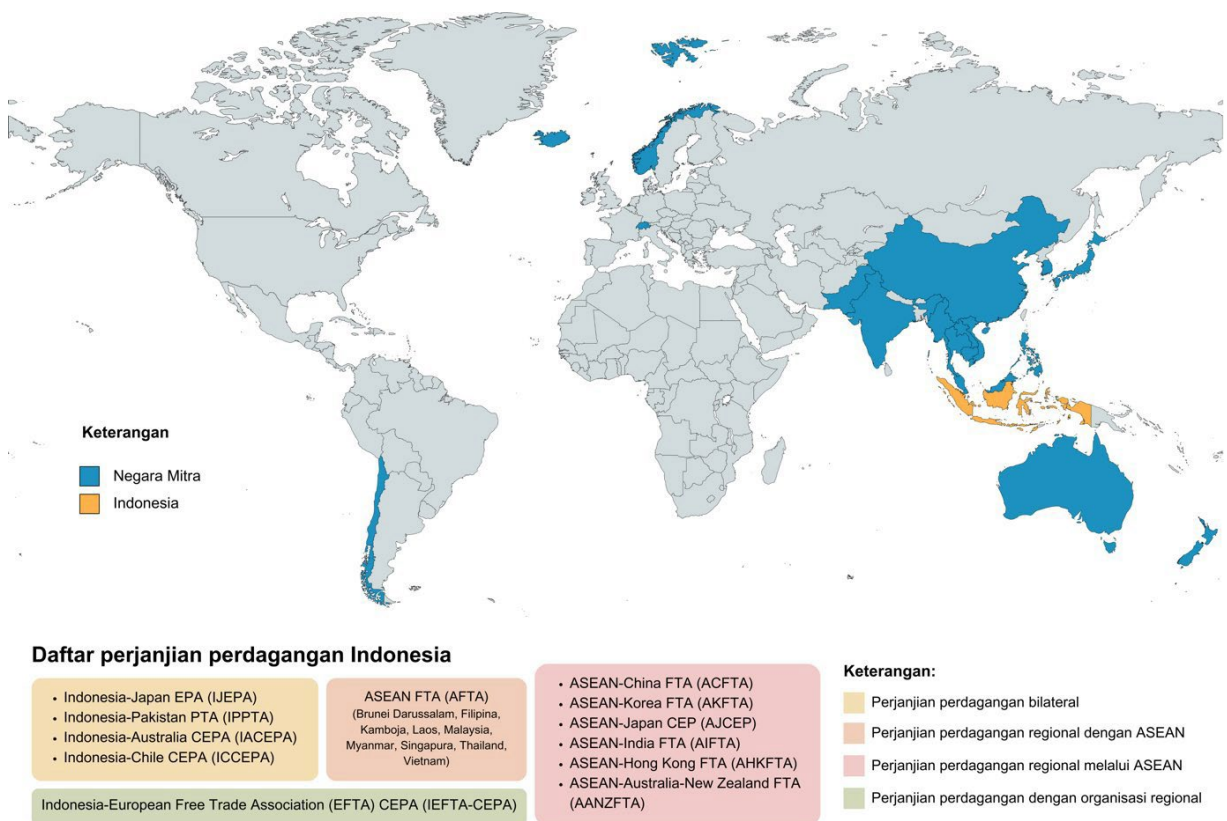 Keterangan
Negara Mitra
Indonesia
Daftar perjanjian perdagangan Indonesia
• Indonesia-Japan EPA (IJEPA)
• Indonesia-Pakistan PTA (IPPTA)
• Indonesia-Australia CEPA (IACEPA)
• Indonesia-Chile CEPA (ICCEPA)
ASEAN FTA (AFTA)
(Brunei Darussalam, Filipina,
Kamboja, Laos, Malaysia,
Myanmar, Singapura, Thailand,
Vietnam)
Indonesia-European Free Trade Association (EFTA) CEPA (IEFTA-CEPA)
• ASEAN-China FTA (ACFTA)
• ASEAN-Korea FTA (AKFTA)
• ASEAN-Japan CEP (AJCEP)
• ASEAN-India FTA (AIFTA)
• ASEAN-Hong Kong FTA (AHKFTA)
• ASEAN-Australia-New Zealand FTA
(AANZFTA)
Keterangan:
Perjanjian perdagangan bilateral
Perjanjian perdagangan regional dengan ASEAN
Perjanjian perdagangan regional melalui ASEAN
Perjanjian perdagangan dengan organisasi regional